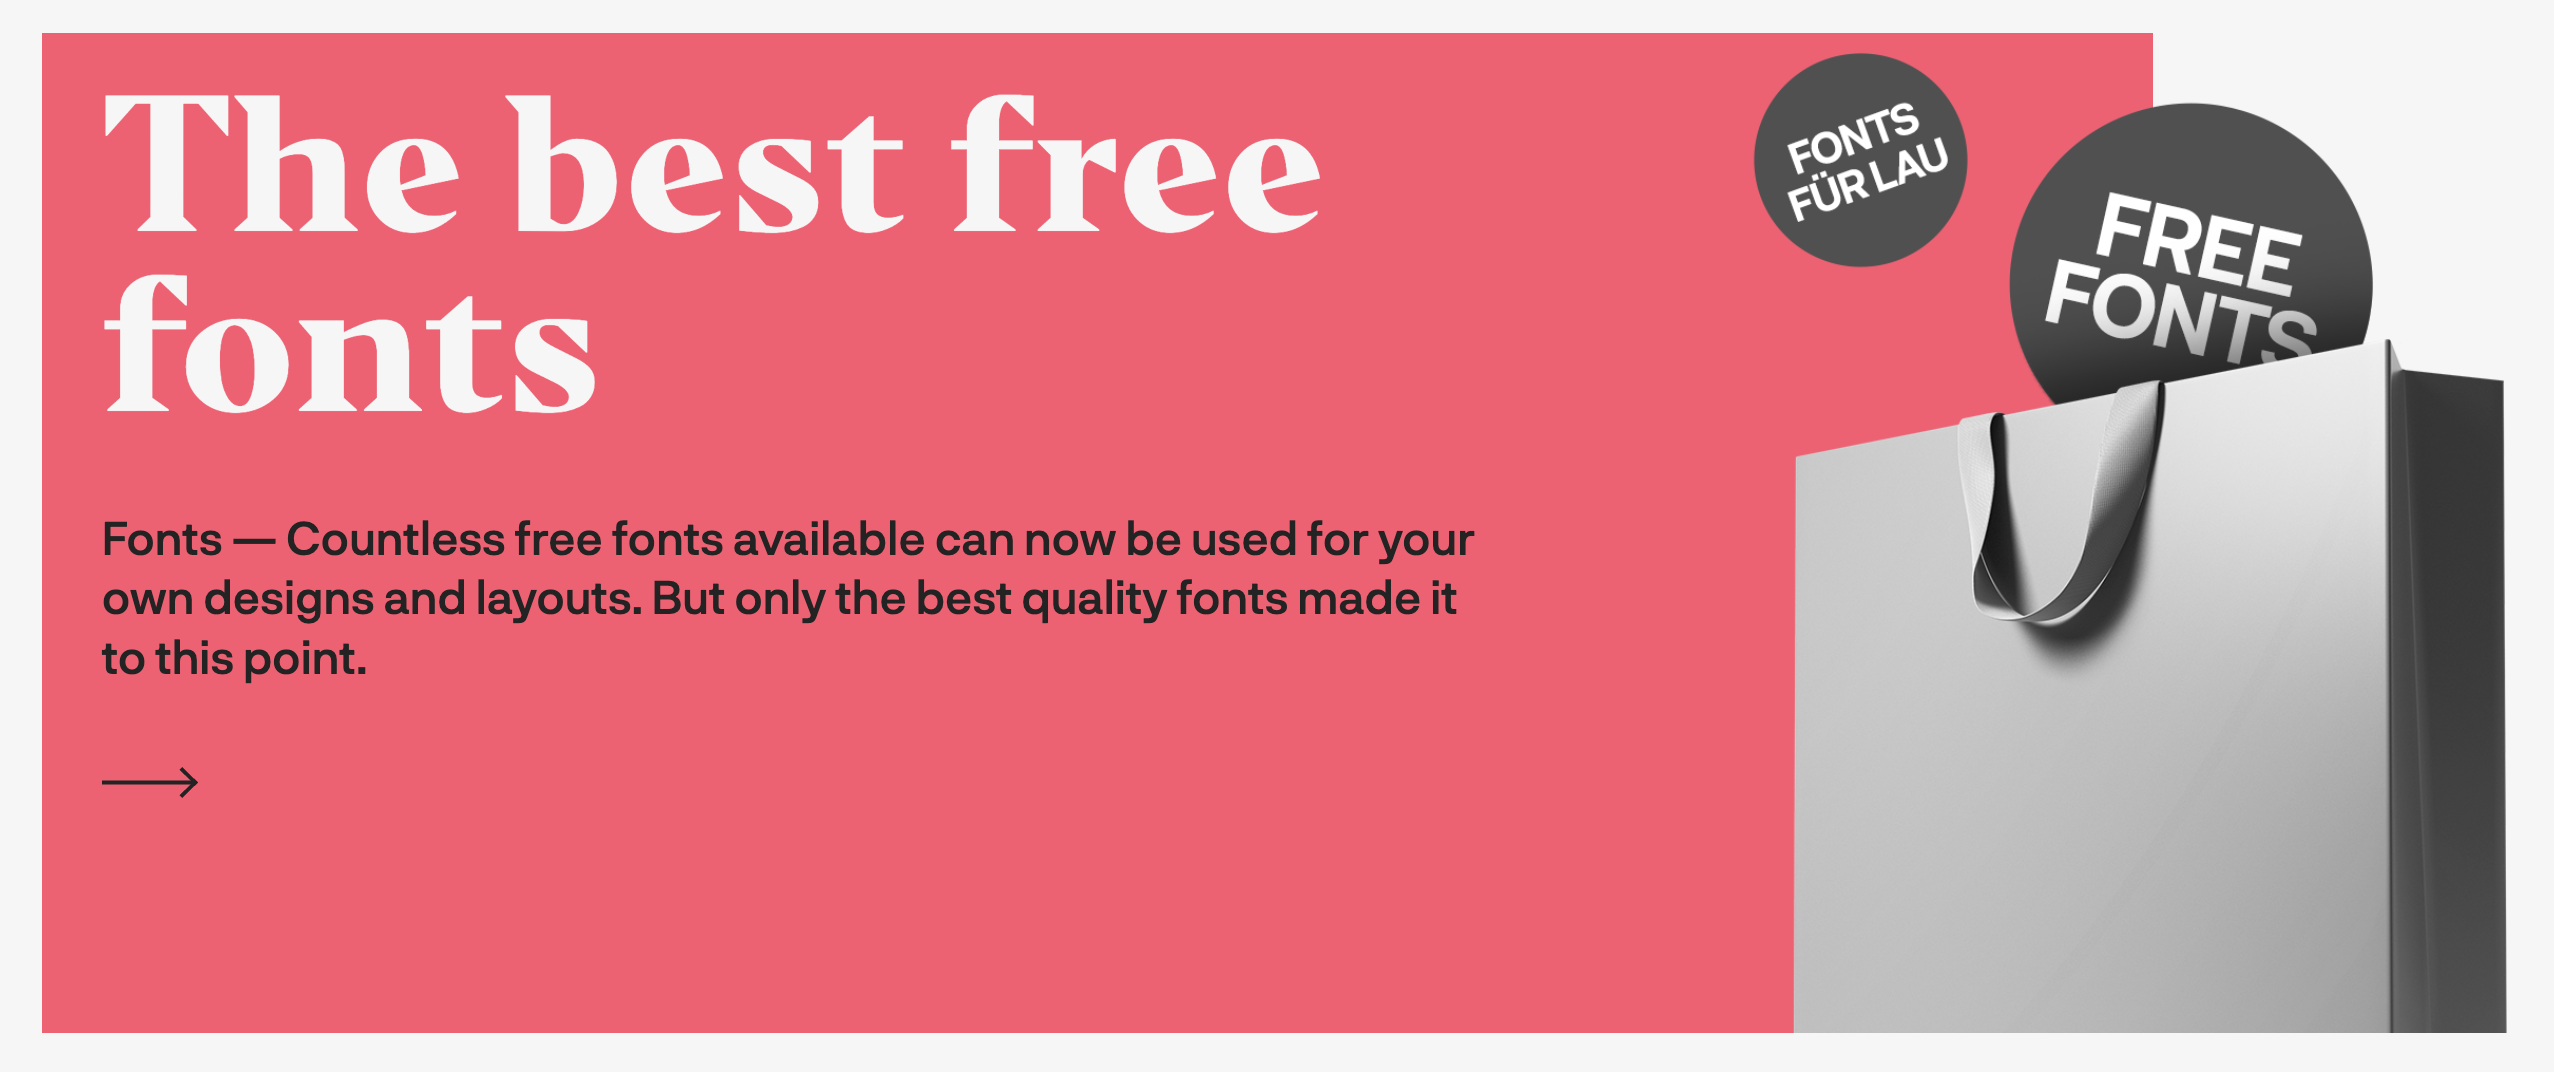 The best free
fonts
Fonts — Countless free fonts available can now be used for your
own designs and layouts. But only the best quality fonts made it
to this point.
FONTS
FÜR LAU
FREE
FONTS